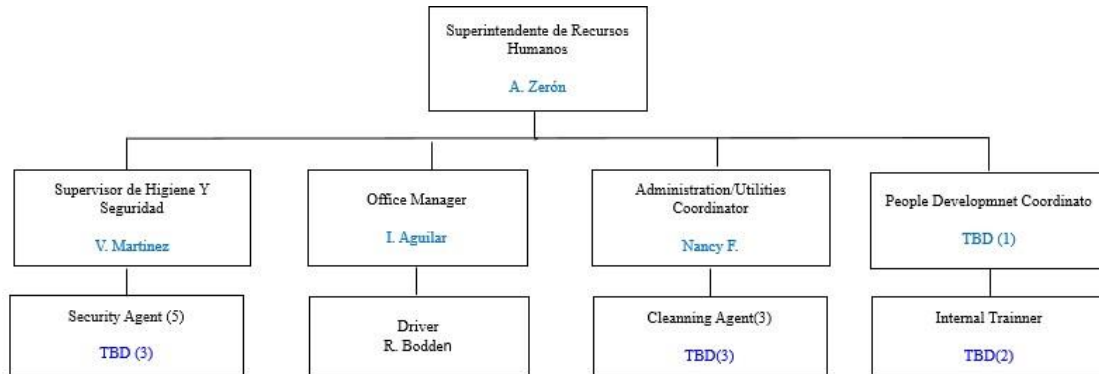 Superintendente de Recursos
Humanos
A. Zerón
Supervisor de Higiene Y
Seguridad
V. Martinez
Office Manager
I. Aguilar
Administration/Utilities
Coordinator
Nancy F.
People Developmnet Coordinato
TBD (1)
Security Agent (5)
TBD (3)
Driver
R. Bodden
Cleanning Agent(3)
TBD(3)
Internal Trainner
TBD(2)